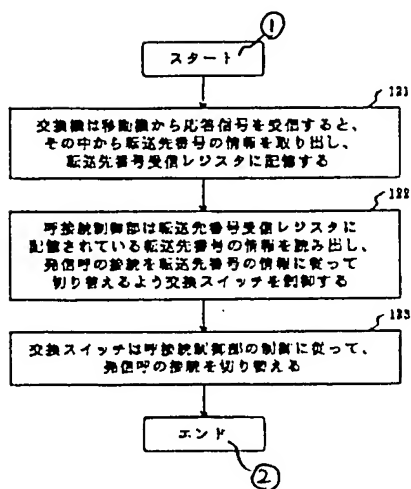 ①
スタート
121
交換機は移動機から応答信号を受信すると、
その中から転送先番号の情報を取り出し、
転送先番号受信レジスタに記憶する
122
呼接続制御部は転送先番号受信レジスタに
記憶されている転送先番号の情報を読み出し、
発信呼の接続を転送先番号の情報に従って
切り替えるよう交換スイッチを制御する
123
交換スイッチは呼接続制御部の制御に従って、
発信呼の接続を切り替える
エンド
②